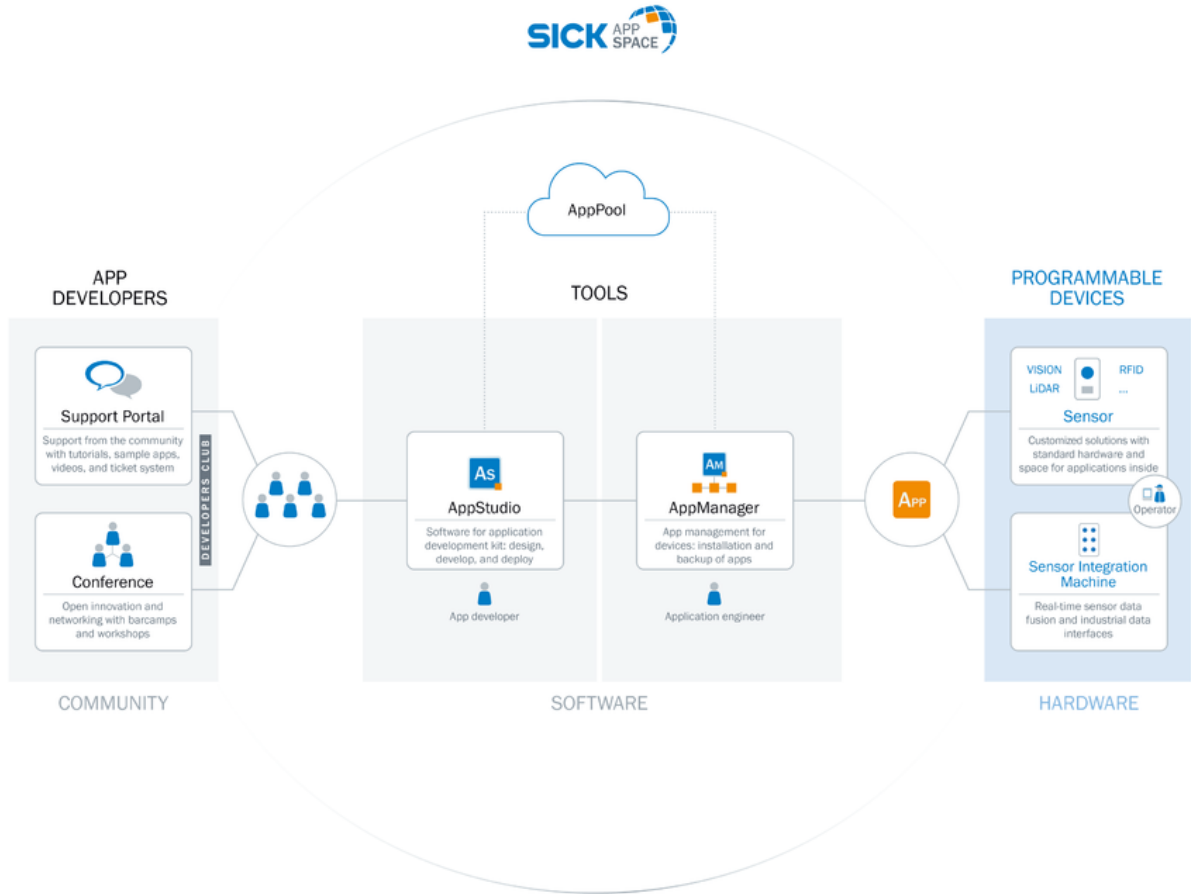 SICK APP
SPACE
AppPool
APP
DEVELOPERS
TOOLS
PROGRAMMABLE
DEVICES
Support Portal
Support from the community
with tutorials, sample apps,
videos, and ticket system
Conference
Open innovation and
networking with barcamps
and workshops
DEVELOPERS CLUB
As
AppStudio
Software for application
development kit: design,
develop, and deploy
App developer
AM
AppManager
App management for
devices: installation and
backup of apps
Application engineer
APP
VISION
RFID
LiDAR
...
Sensor
Customized solutions with
standard hardware and
space for applications inside
Operator
Sensor Integration
Machine
Real-time sensor data
fusion and industrial data
interfaces
COMMUNITY
SOFTWARE
HARDWARE